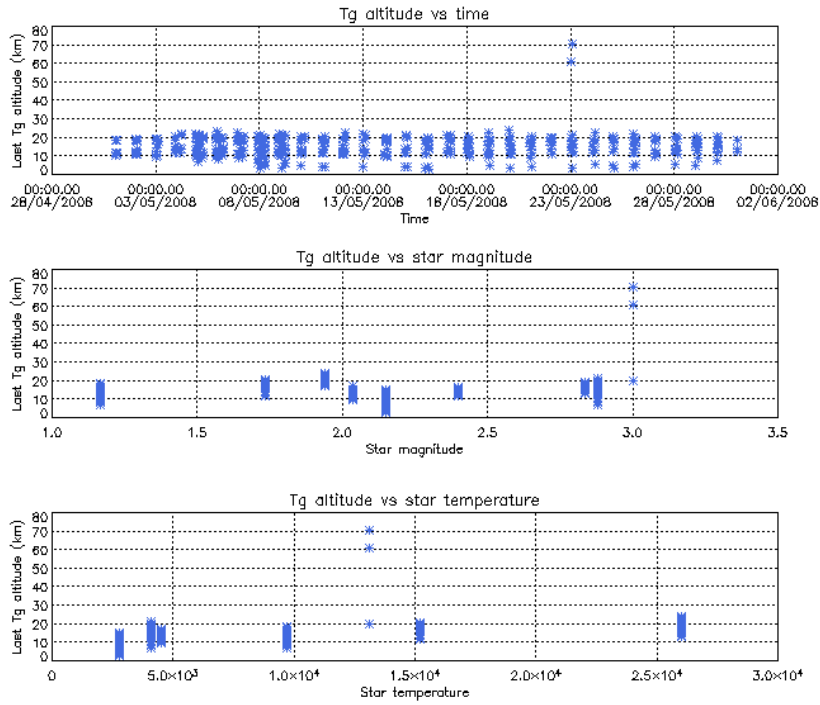 Tg altitude vs time
Last Tg altitude (km)
80
70
60
50
40
30
20
10
0
00:00.00 00:00.00 00:00.00 00:00.00 00:00.00 00:00.00 00:00.00 00:00.00
28/04/2008 03/05/2008 08/05/2008 13/05/2008 18/05/2008 23/05/2008 28/05/2008 02/06/2008
Time
Tg altitude vs star magnitude
Last Tg altitude (km)
80
70
60
50
40
30
20
10
0
1.0 1.5 2.0 2.5 3.0 3.5
Star magnitude
Tg altitude vs star temperature
Last Tg altitude (km)
80
70
60
50
40
30
20
10
0
0 5.0×10³ 1.0×10⁴ 1.5×10⁴ 2.0×10⁴ 2.5×10⁴ 3.0×10⁴
Star temperature